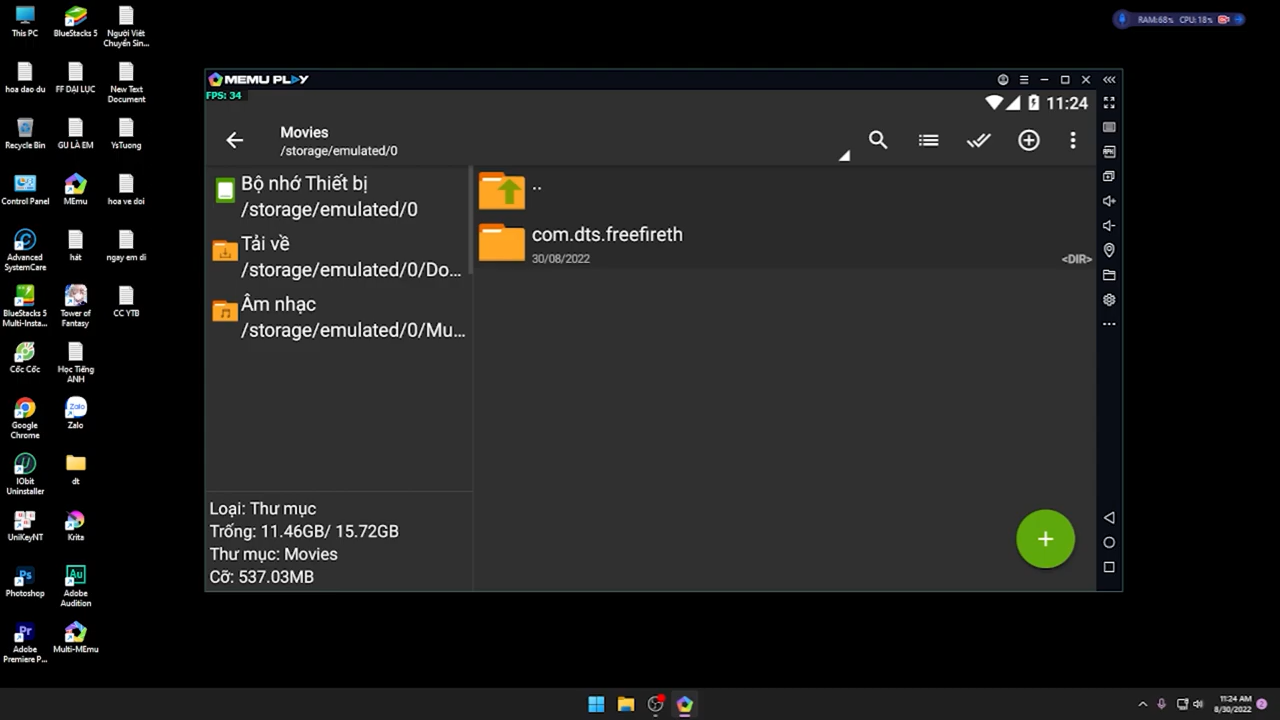 This PC
BlueStacks 5
Người Viết
Chuyển Sin...
hoa dao du
FF ĐẠI LỤC
New Text
Document
Recycle Bin
GU LÀ EM
YsTuong
Control Panel
MEmu
hoa ve doi
Advanced
SystemCare
hát
ngay em di
BlueStacks 5
Multi-Insta...
Tower of
Fantasy
CC YTB
Cốc Cốc
Học Tiếng
ANH
Google
Chrome
Zalo
Zalo
IObit
Uninstaller
dt
UniKeyNT
Krita
Ps
Photoshop
Au
Adobe
Audition
Pr
Adobe
Premiere P...
Multi-MEmu
RAM:68% CPU:18%
MEMU PLAY
FPS: 34
11:24
Movies
/storage/emulated/0
Bộ nhớ Thiết bị
/storage/emulated/0
Tải về
/storage/emulated/0/Do...
Âm nhạc
/storage/emulated/0/Mu...
..
com.dts.freefireth
30/08/2022
<DIR>
Loại: Thư mục
Trống: 11.46GB/ 15.72GB
Thư mục: Movies
Cỡ: 537.03MB
11:24 AM
8/30/2022
2